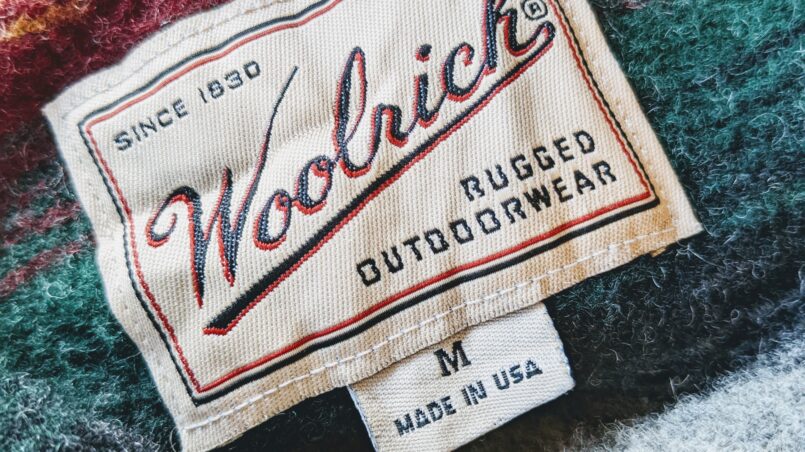 SINCE 1830
Woolrich®
RUGGED
OUTDOORWEAR
M
MADE IN USA